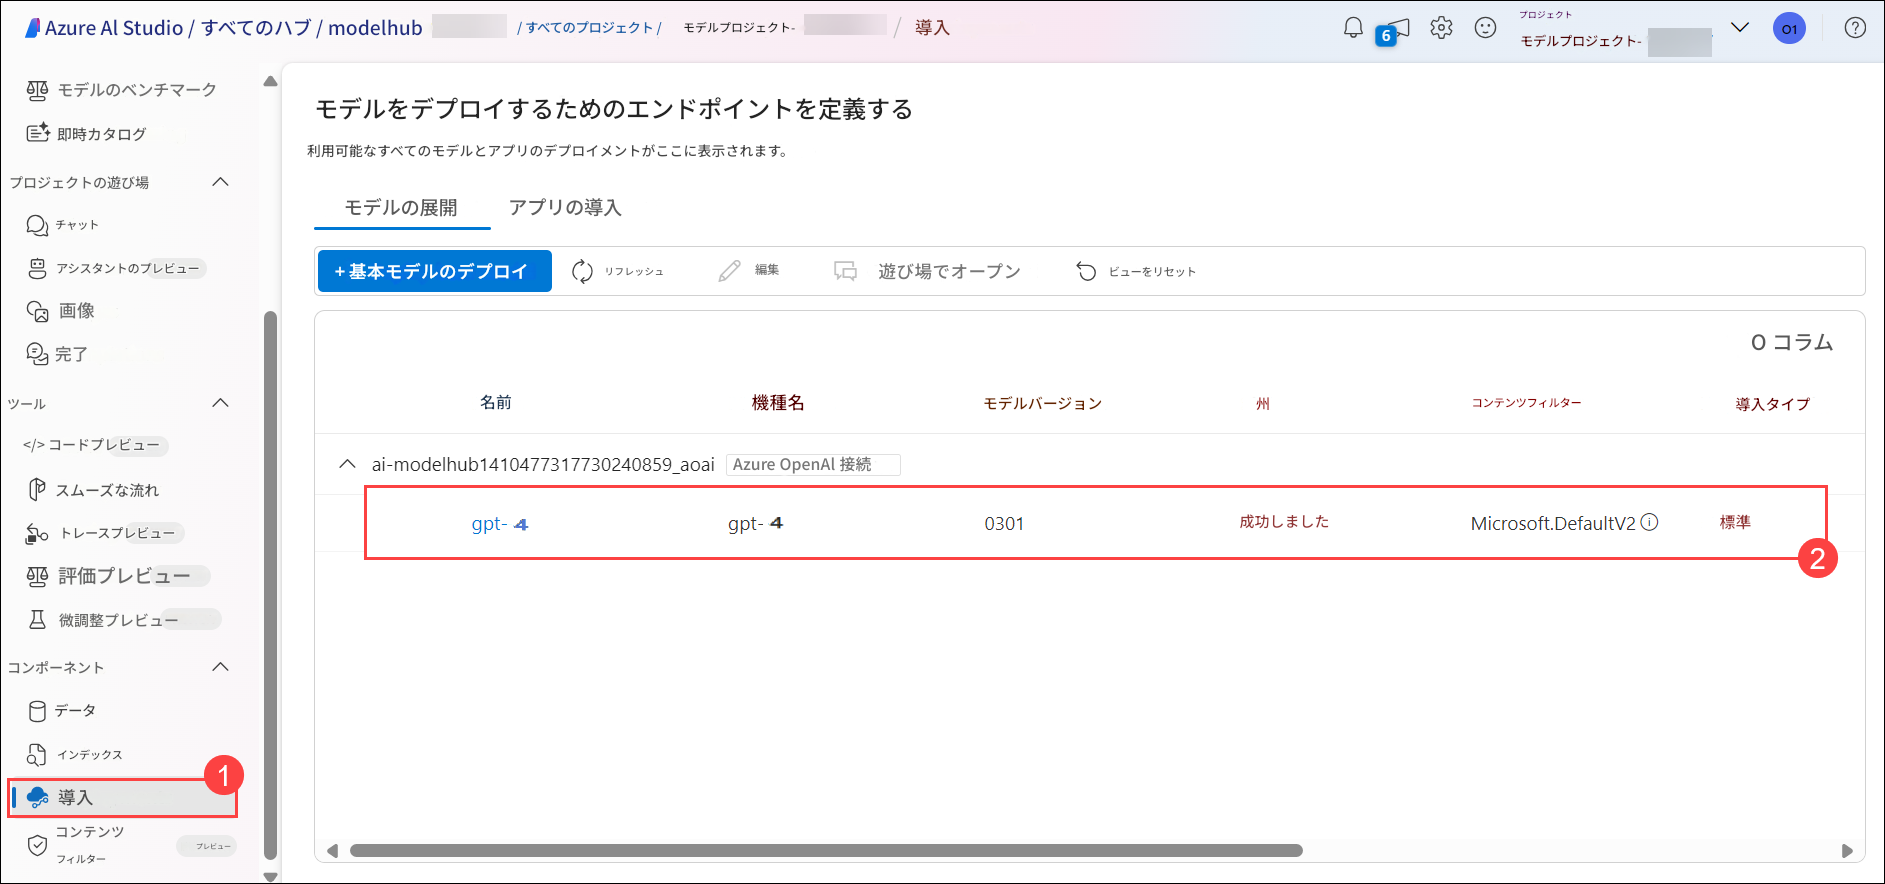 Azure AI Studio / すべてのハブ / modelhub / すべてのプロジェクト / モデルプロジェクト- / 導入
6
プロジェクト
モデルプロジェクト-
01
モデルのベンチマーク
即時カタログ
プロジェクトの遊び場
チャット
アシスタントのプレビュー
画像
完了
ツール
</> コードプレビュー
スムーズな流れ
トレースプレビュー
評価プレビュー
微調整プレビュー
コンポーネント
データ
インデックス
1
導入
コンテンツ
フィルター
プレビュー
モデルをデプロイするためのエンドポイントを定義する
利用可能なすべてのモデルとアプリのデプロイメントがここに表示されます。
モデルの展開 アプリの導入
+ 基本モデルのデプロイ リフレッシュ 編集 遊び場でオープン ビューをリセット
O コラム
名前 機種名 モデルバージョン 州 コンテンツフィルター 導入タイプ
ai-modelhub1410477317730240859_aoai Azure OpenAI 接続
gpt- 4 gpt- 4 0301 成功しました Microsoft.DefaultV2 標準
2